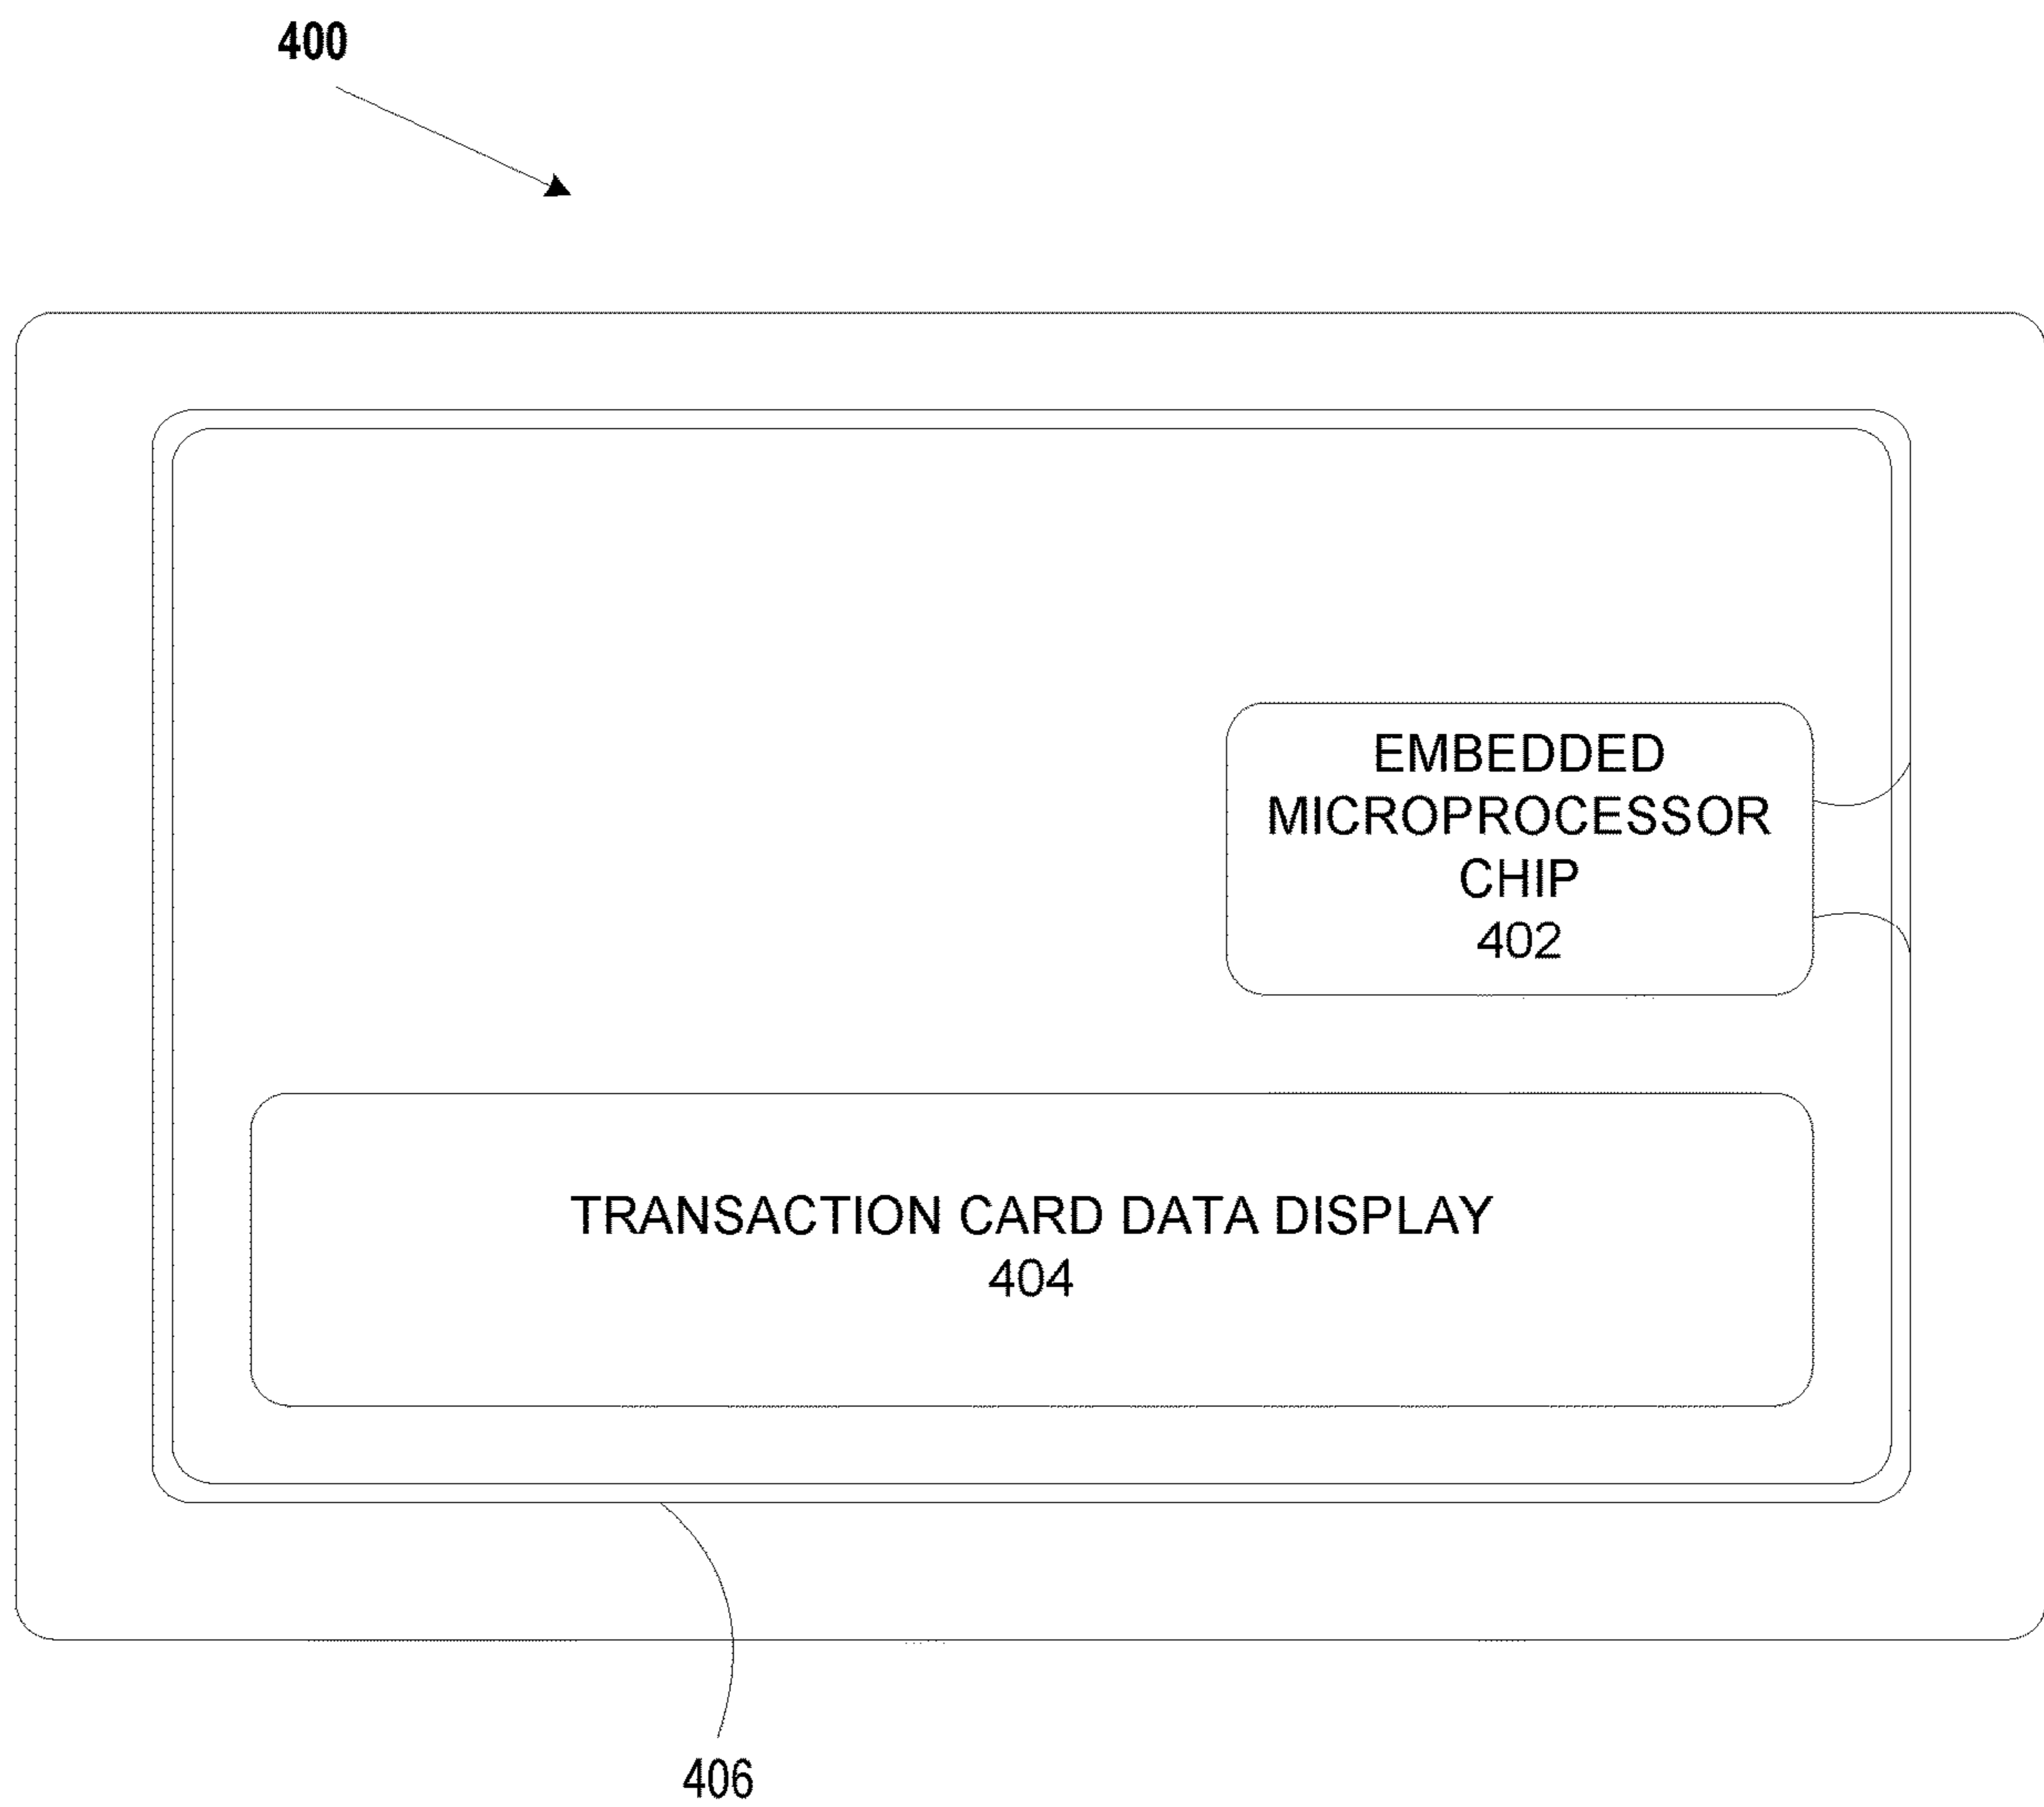 400
EMBEDDED
MICROPROCESSOR
CHIP
402
TRANSACTION CARD DATA DISPLAY
404
406